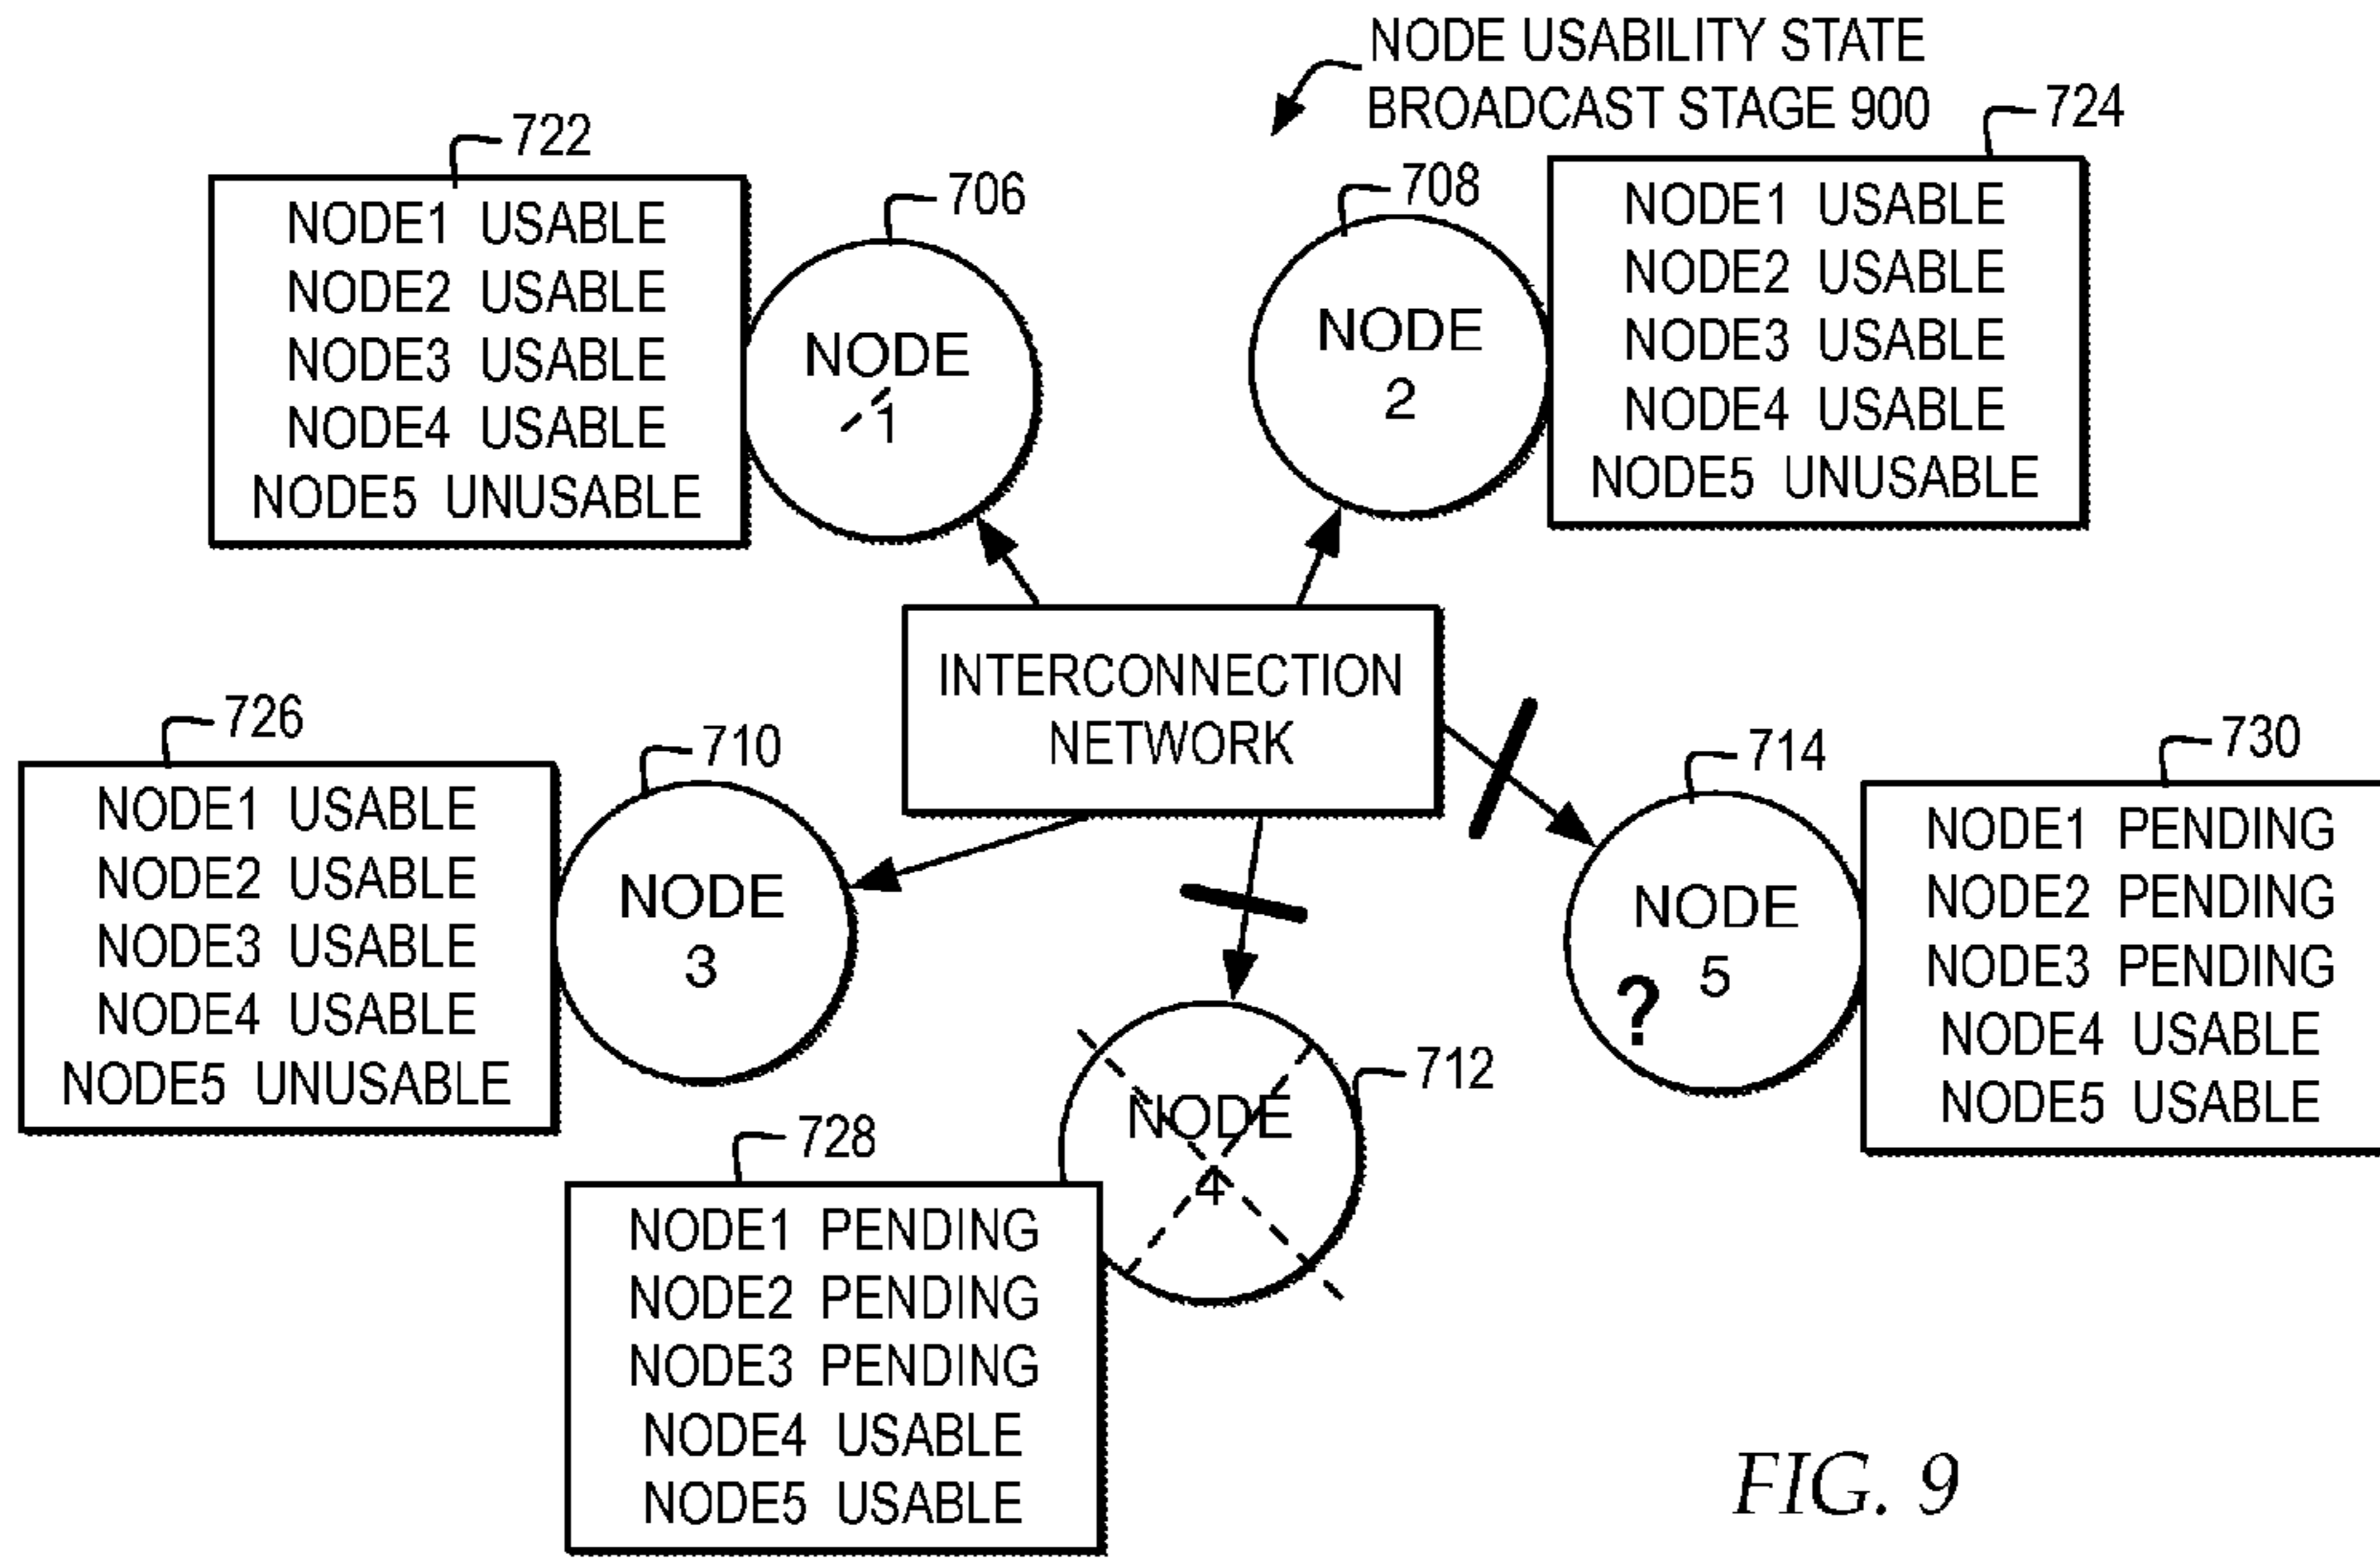 NODE USABILITY STATE
BROADCAST STAGE 900
722
NODE1 USABLE
NODE2 USABLE
NODE3 USABLE
NODE4 USABLE
NODE5 UNUSABLE
706
NODE
1
708
NODE
2
724
NODE1 USABLE
NODE2 USABLE
NODE3 USABLE
NODE4 USABLE
NODE5 UNUSABLE
INTERCONNECTION
NETWORK
726
NODE1 USABLE
NODE2 USABLE
NODE3 USABLE
NODE4 USABLE
NODE5 UNUSABLE
710
NODE
3
714
NODE
5
?
730
NODE1 PENDING
NODE2 PENDING
NODE3 PENDING
NODE4 USABLE
NODE5 USABLE
712
NODE
4
728
NODE1 PENDING
NODE2 PENDING
NODE3 PENDING
NODE4 USABLE
NODE5 USABLE
FIG. 9